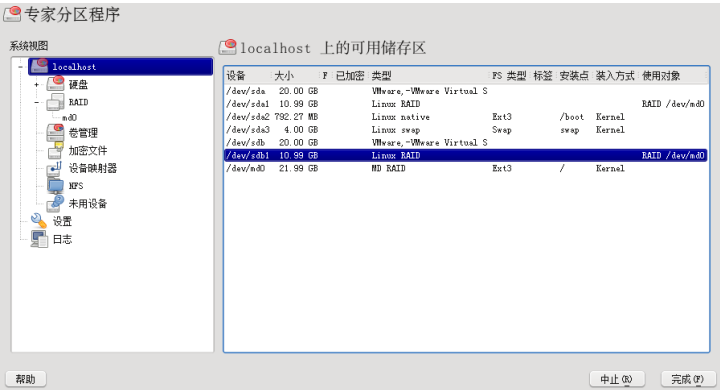 专家分区程序
系统视图
localhost
硬盘
RAID
md0
卷管理
加密文件
设备映射器
NFS
未用设备
设置
日志
localhost 上的可用储存区
设备 大小 F 已加密 类型 FS 类型 标签 安装点 装入方式 使用对象
/dev/sda 20.00 GB VMware,-VMware Virtual S
/dev/sda1 10.99 GB Linux RAID RAID /dev/md0
/dev/sda2 792.27 MB Linux native Ext3 /boot Kernel
/dev/sda3 4.00 GB Linux swap Swap swap Kernel
/dev/sdb 20.00 GB VMware,-VMware Virtual S
/dev/sdb1 10.99 GB Linux RAID RAID /dev/md0
/dev/md0 21.99 GB MD RAID Ext3 / Kernel
帮助 中止(R) 完成(F)